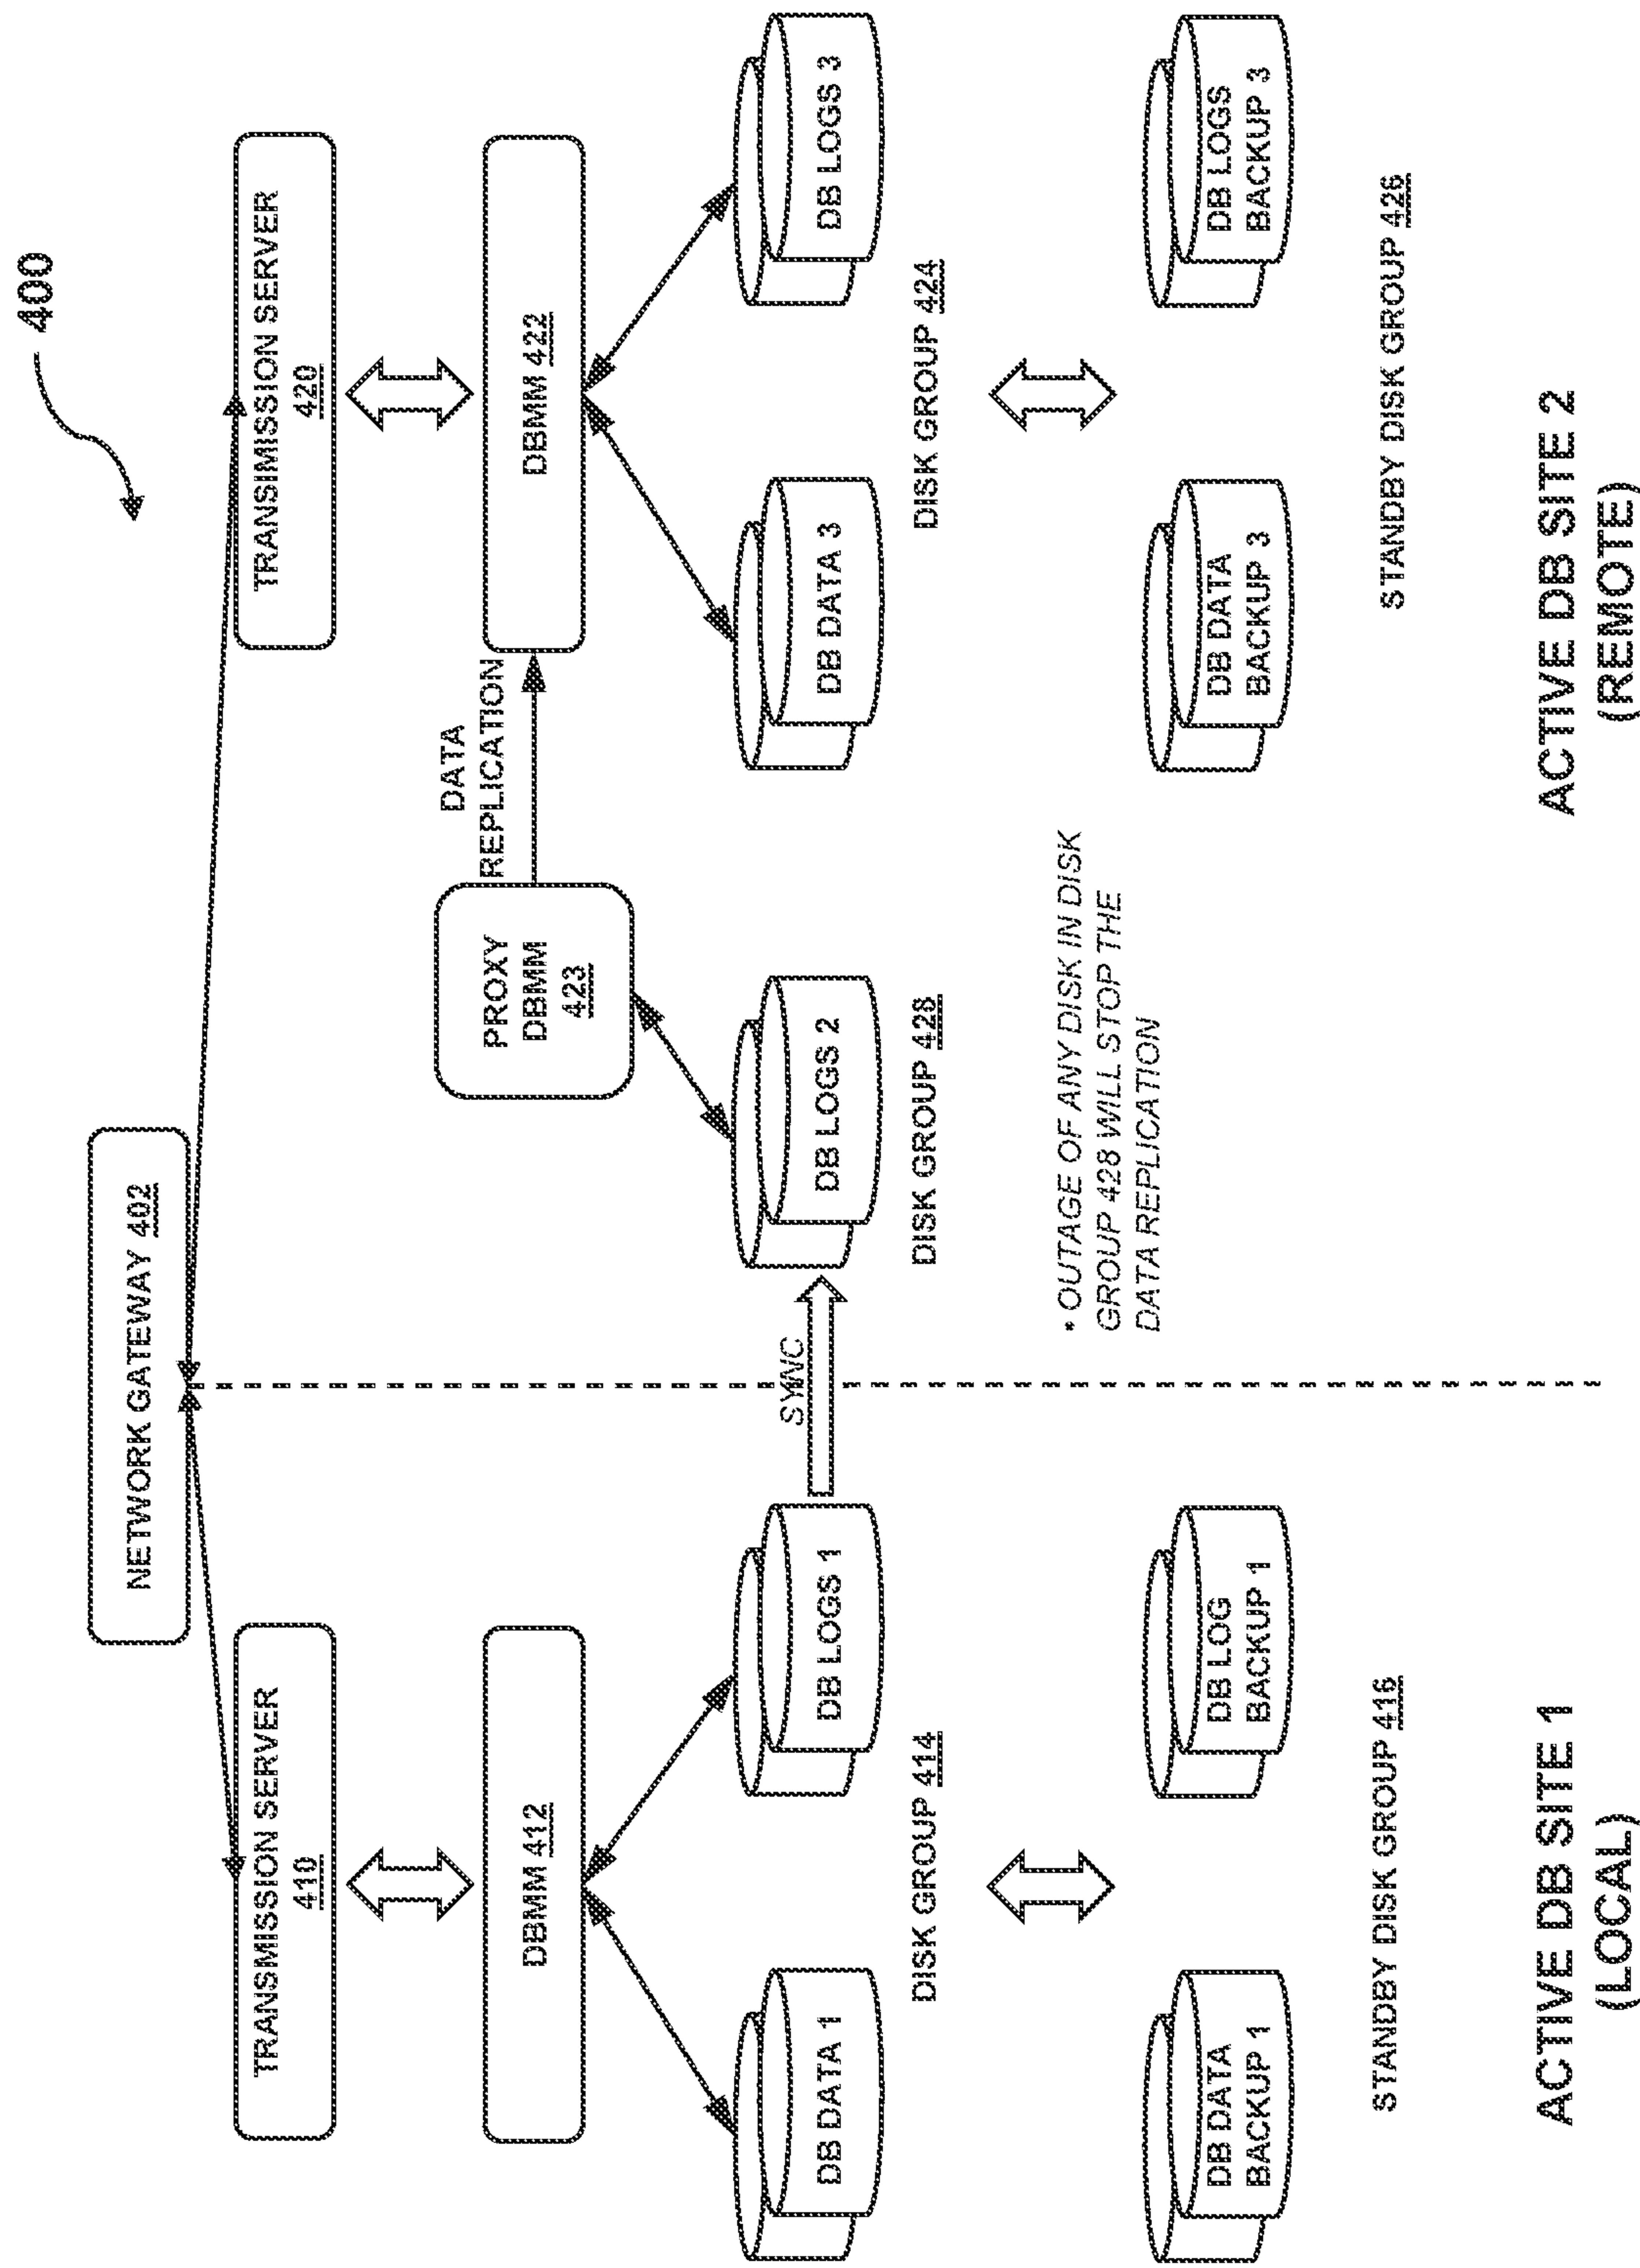 400
NETWORK GATEWAY 402
TRANSMISSION SERVER
410
TRANSIMISSION SERVER
420
DBMM 412
PROXY
DBMM
423
DATA
REPLICATION
DBMM 422
DB DATA 1
DB LOGS 1
SYNC
DB LOGS 2
DB DATA 3
DB LOGS 3
DISK GROUP 414
DISK GROUP 428
DISK GROUP 424
* OUTAGE OF ANY DISK IN DISK
GROUP 428 WILL STOP THE
DATA REPLICATION
DB DATA
BACKUP 1
DB LOG
BACKUP 1
DB DATA
BACKUP 3
DB LOGS
BACKUP 3
STANDBY DISK GROUP 416
STANDBY DISK GROUP 426
ACTIVE DB SITE 1
(LOCAL)
ACTIVE DB SITE 2
(REMOTE)